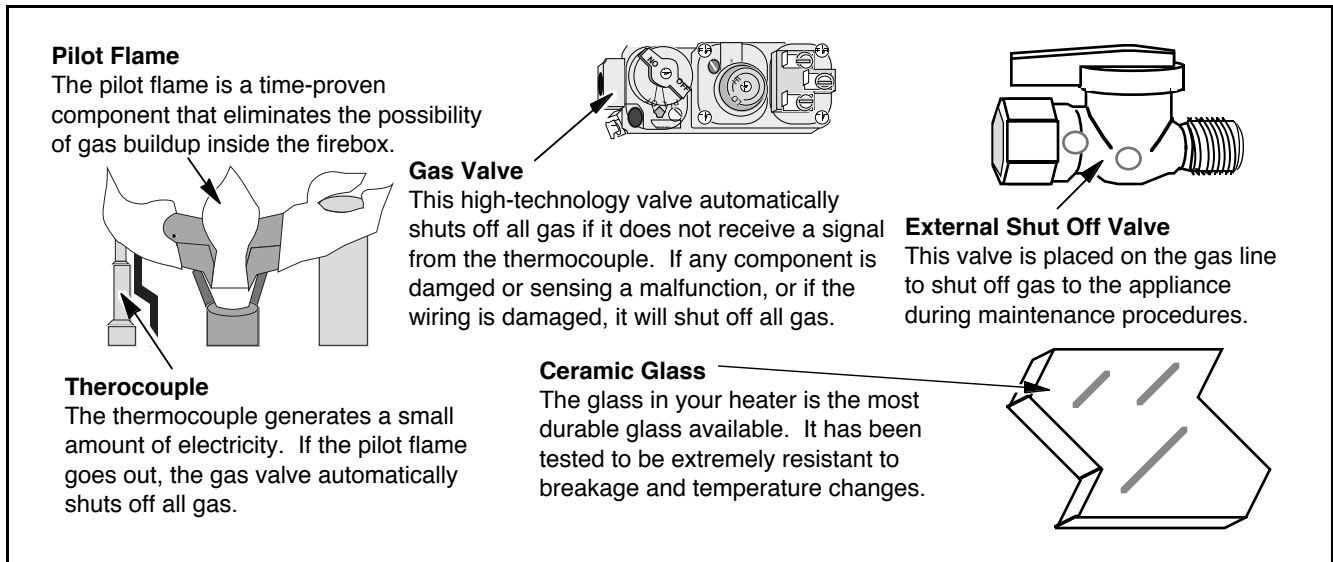 Pilot Flame
The pilot flame is a time-proven
component that eliminates the possibility
of gas buildup inside the firebox.
Gas Valve
This high-technology valve automatically
shuts off all gas if it does not receive a signal
from the thermocouple.  If any component is
damged or sensing a malfunction, or if the
wiring is damaged, it will shut off all gas.
External Shut Off Valve
This valve is placed on the gas line
to shut off gas to the appliance
during maintenance procedures.
Therocouple
The thermocouple generates a small
amount of electricity.  If the pilot flame
goes out, the gas valve automatically
shuts off all gas.
Ceramic Glass
The glass in your heater is the most
durable glass available.  It has been
tested to be extremely resistant to
breakage and temperature changes.